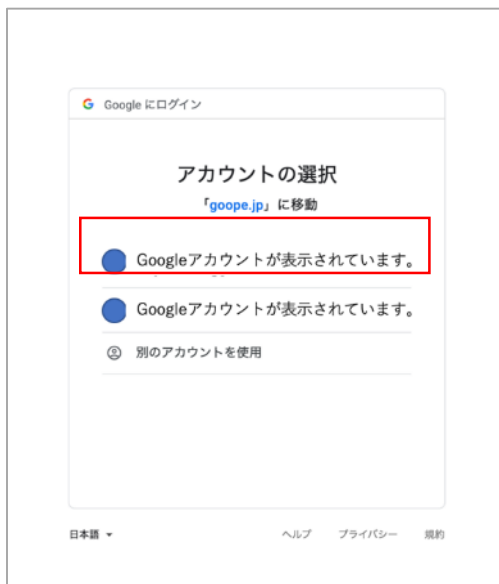 Google にログイン
アカウントの選択
「goope.jp」に移動
Googleアカウントが表示されています。
Googleアカウントが表示されています。
別のアカウントを使用
日本語 ヘルプ プライバシー 規約